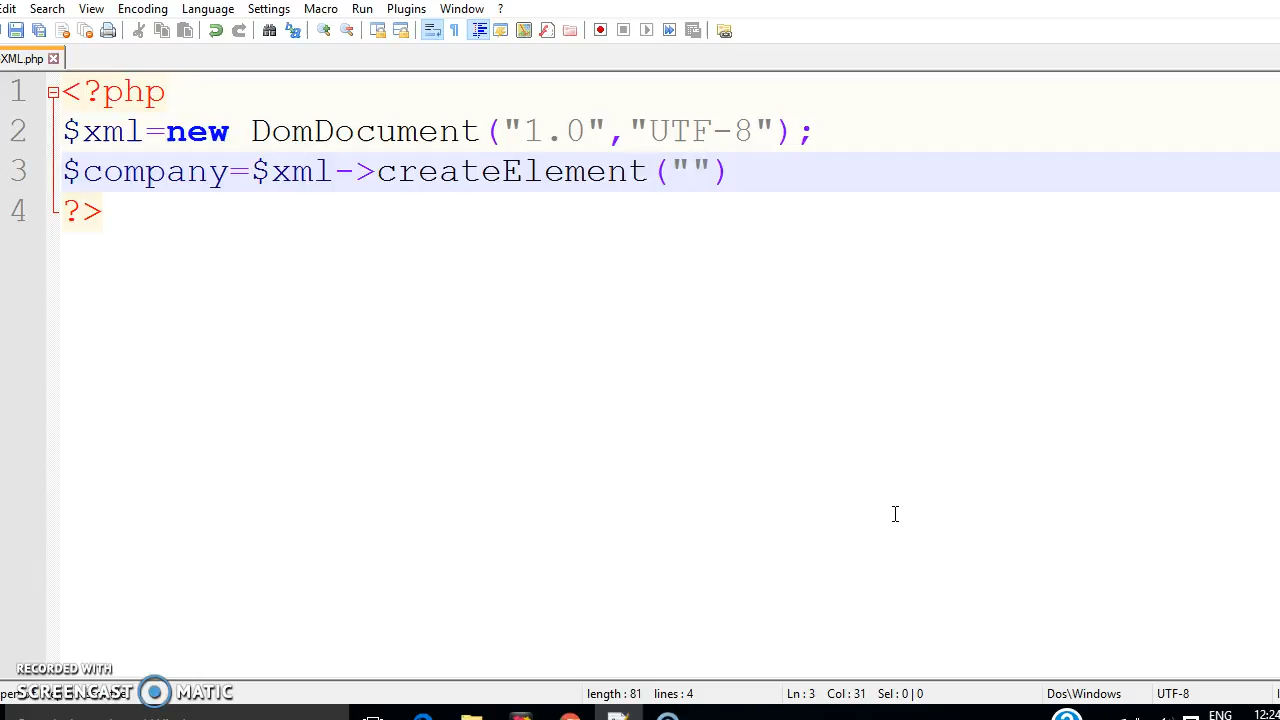 Edit Search View Encoding Language Settings Macro Run Plugins Window ?
XML.php
1 <?php
2 $xml=new DomDocument("1.0","UTF-8");
3 $company=$xml->createElement("")
4 ?>
RECORDED WITH
SCREENCAST MATIC
length : 81 lines : 4 Ln : 3 Col : 31 Sel : 0 | 0 Dos\Windows UTF-8
ENG 12:24